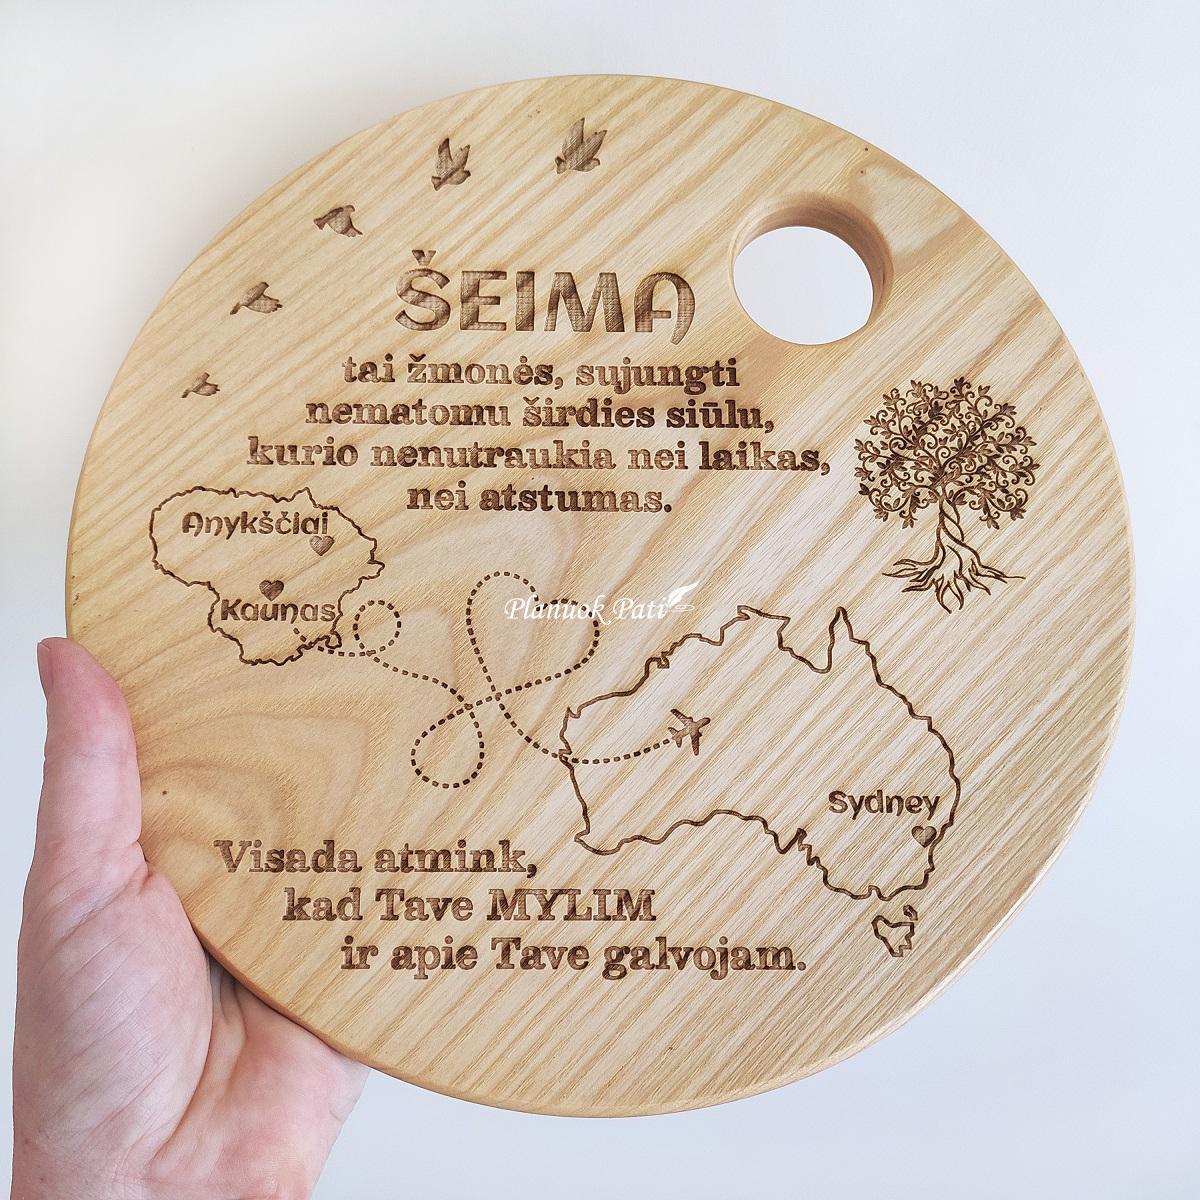 ŠEIMA
tai žmonės, sujungti
nematomu širdies siūlu,
kurio nenutraukia nei laikas,
nei atstumas.
Anykščiai
Kaunas
Planuok Pati
Sydney
Visada atmink,
kad Tave MYLIM
ir apie Tave galvojam.